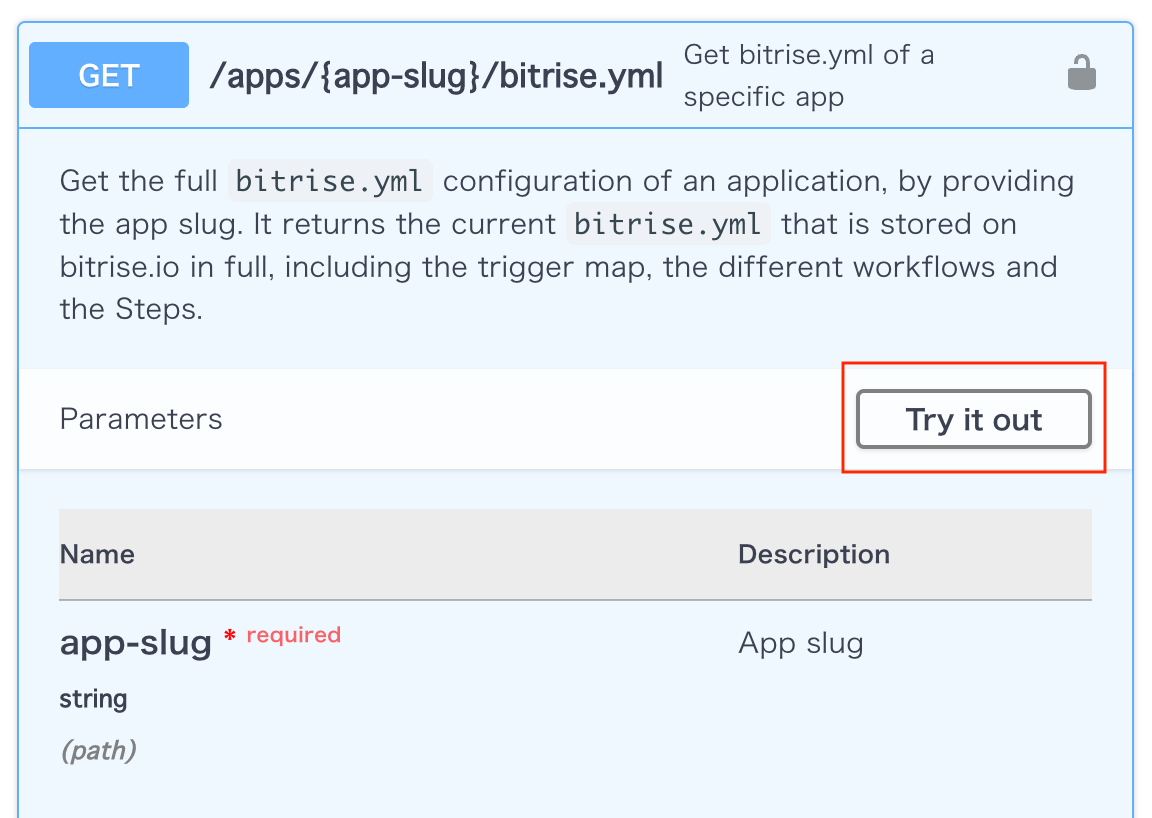 GET /apps/{app-slug}/bitrise.yml Get bitrise.yml of a
specific app
Get the full bitrise.yml configuration of an application, by providing
the app slug. It returns the current bitrise.yml that is stored on
bitrise.io in full, including the trigger map, the different workflows and
the Steps.
Parameters Try it out
Name Description
app-slug * required App slug
string
(path)